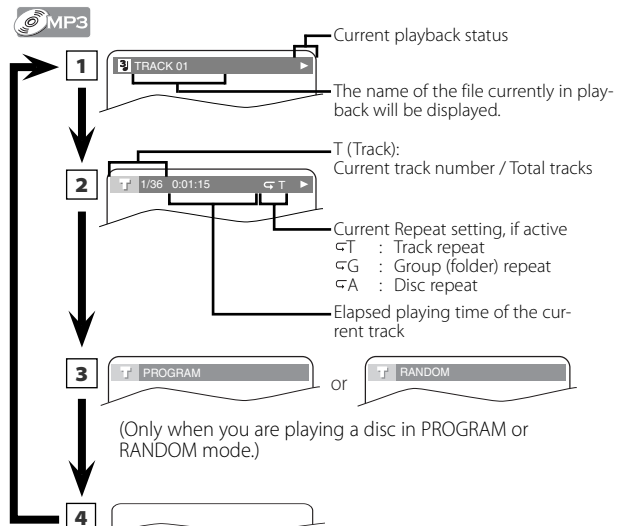 MP3
Current playback status
1
TRACK 01
The name of the file currently in play-
back will be displayed.
T (Track):
Current track number / Total tracks
2
T 1/36 0:01:15 T
Current Repeat setting, if active
T : Track repeat
G : Group (folder) repeat
A : Disc repeat
Elapsed playing time of the cur-
rent track
3
T PROGRAM
or
T RANDOM
(Only when you are playing a disc in PROGRAM or
RANDOM mode.)
4